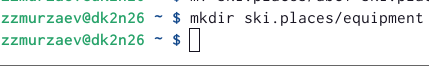 zzmurzaev@dk2n26 ~ $ mkdir ski.places/equipment
zzmurzaev@dk2n26 ~ $